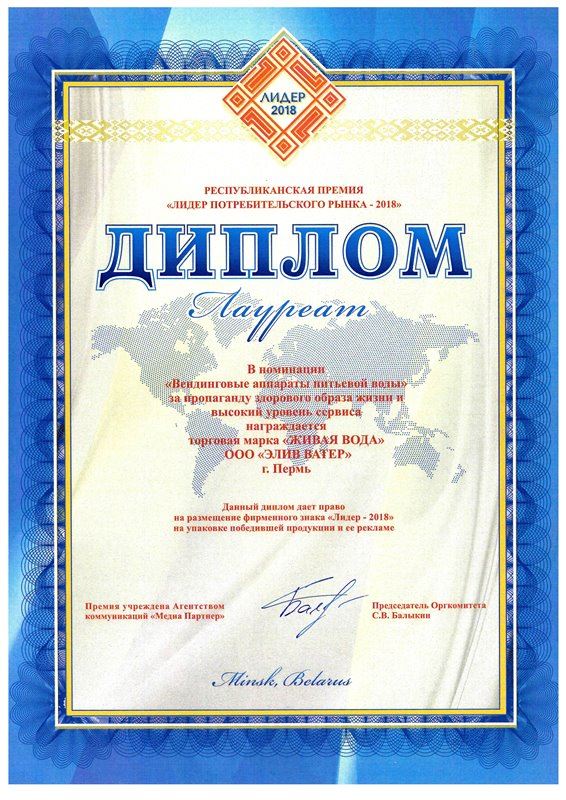 ЛИДЕР
2018
РЕСПУБЛИКАНСКАЯ ПРЕМИЯ
«ЛИДЕР ПОТРЕБИТЕЛЬСКОГО РЫНКА - 2018»
ДИПЛОМ
Лауреат
В номинации
«Вендинговые аппараты питьевой воды»
за пропаганду здорового образа жизни и
высокий уровень сервиса
награждается
торговая марка «ЖИВАЯ ВОДА»
ООО «ЭЛИВ ВАТЕР»
г. Пермь
Данный диплом дает право
на размещение фирменного знака «Лидер - 2018»
на упаковке победившей продукции и ее рекламе
Премия учреждена Агентством
коммуникаций «Медиа Партнер»
Председатель Оргкомитета
С.В. Балыкин
Minsk, Belarus